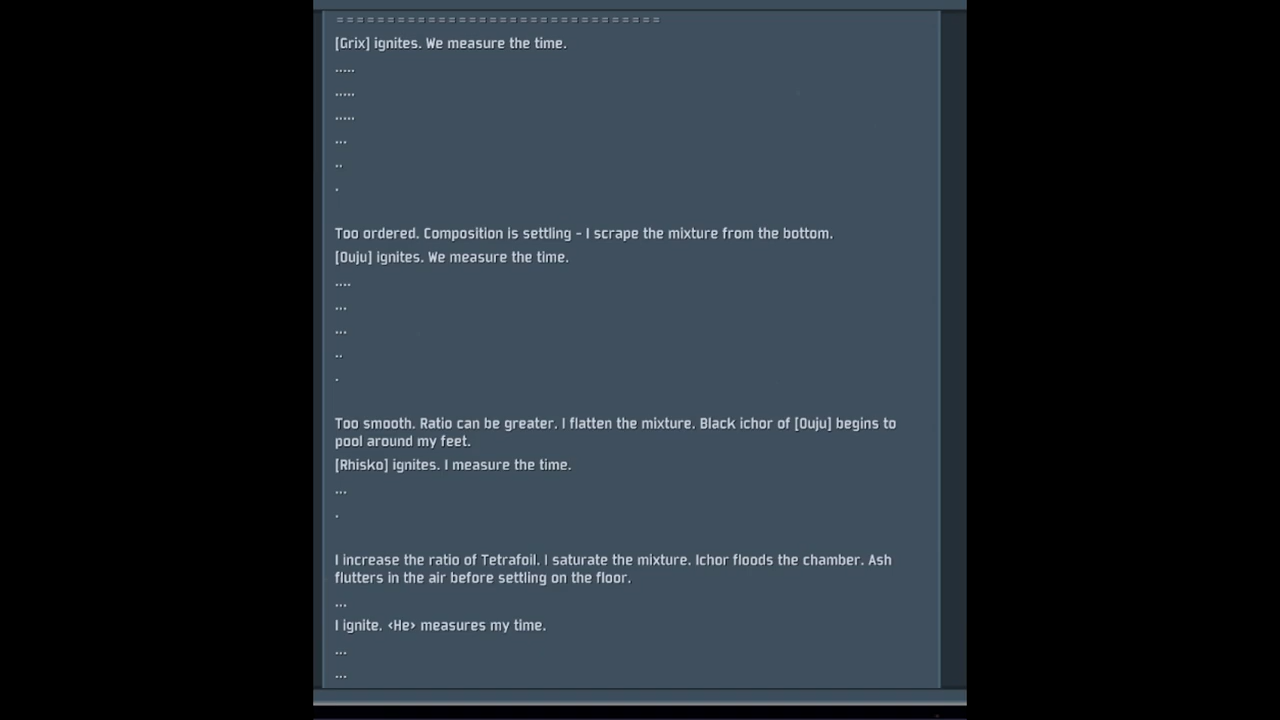 ================================
[Grix] ignites. We measure the time.
.....
.....
.....
...
..
.
Too ordered. Composition is settling - I scrape the mixture from the bottom.
[Ouju] ignites. We measure the time.
....
...
...
..
.
Too smooth. Ratio can be greater. I flatten the mixture. Black ichor of [Ouju] begins to
pool around my feet.
[Rhisko] ignites. I measure the time.
...
.
I increase the ratio of Tetrafoil. I saturate the mixture. Ichor floods the chamber. Ash
flutters in the air before settling on the floor.
...
I ignite. <He> measures my time.
...
...